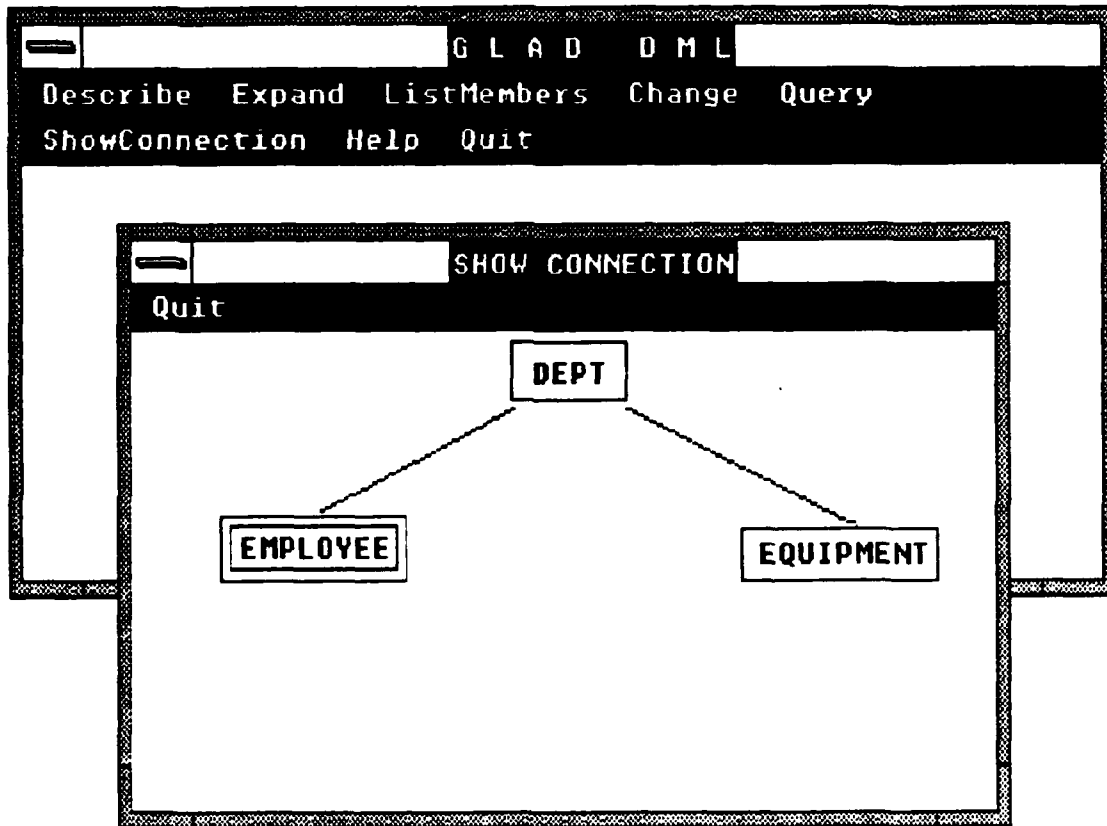 G L A D   D M L
Describe Expand ListMembers Change Query
ShowConnection Help Quit
SHOW CONNECTION
Quit
DEPT
EMPLOYEE EQUIPMENT